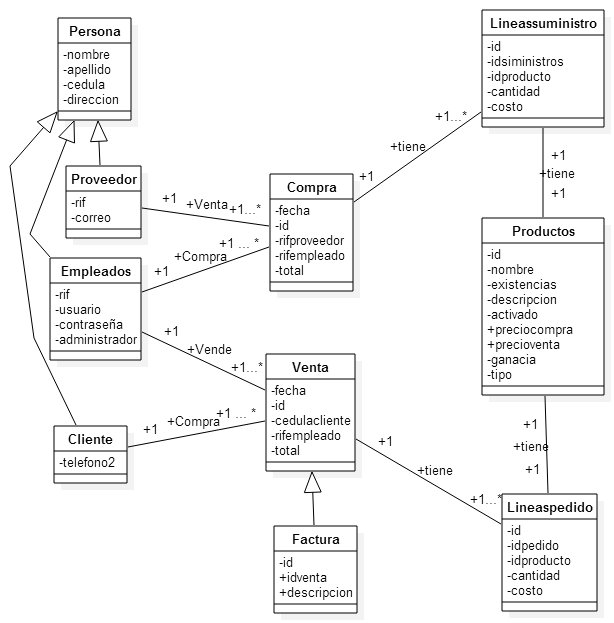 Persona
-nombre
-apellido
-cedula
-direccion
Proveedor
-rif
-correo
Empleados
-rif
-usuario
-contraseña
-administrador
Cliente
-telefono2
Compra
-fecha
-id
-rifproveedor
-rifempleado
-total
Venta
-fecha
-id
-cedulacliente
-rifempleado
-total
Factura
-id
+idventa
+descripcion
Lineassuministro
-id
-idsiministros
-idproducto
-cantidad
-costo
Productos
-id
-nombre
-existencias
-descripcion
-activado
+preciocompra
+precioventa
-ganacia
-tipo
Lineaspedido
-id
-idpedido
-idproducto
-cantidad
-costo
+1
+Venta
+1...*
+1
+Compra
+1 ... *
+1
+Vende
+1...*
+1
+Compra
+1 ... *
+1
+tiene
+1...*
+1
+tiene
+1
+1
+tiene
+1
+1
+tiene
+1...*